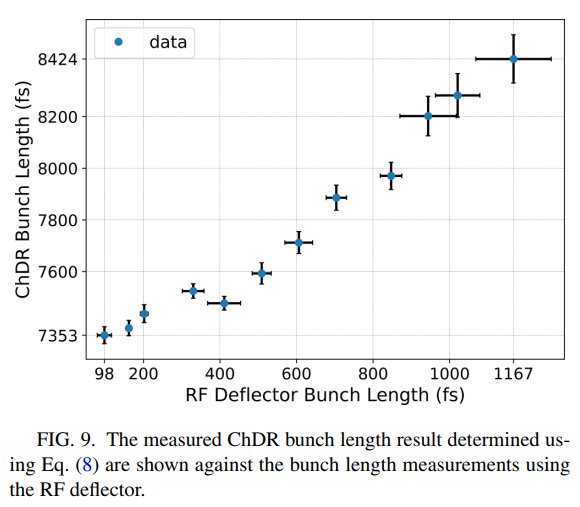 data
8424
8200
8000
7800
7600
7353
ChDR Bunch Length (fs)
98 200 400 600 800 1000 1167
RF Deflector Bunch Length (fs)
FIG. 9. The measured ChDR bunch length result determined us-
ing Eq. (8) are shown against the bunch length measurements using
the RF deflector.